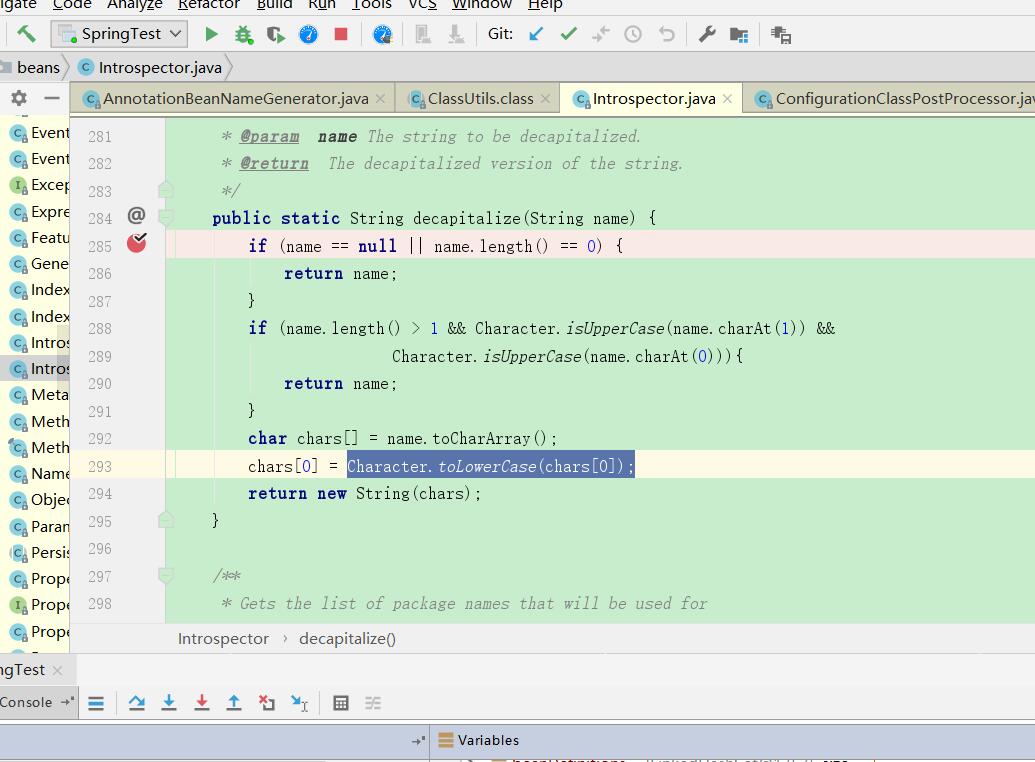 igate Code Analyze Refactor Build Run Tools VCS Window Help
SpringTest Git:
beans Introspector.java
AnnotationBeanNameGenerator.java ClassUtils.class Introspector.java ConfigurationClassPostProcessor.jav
Event
Event
Excep
Expre
Featu
Gene
Index
Index
Intros
Intros
Meta
Meth
Meth
Name
Objec
Paran
Persis
Prope
Prope
Prope
281 * @param name The string to be decapitalized.
282 * @return The decapitalized version of the string.
283 */
284 @ public static String decapitalize(String name) {
285 if (name == null || name.length() == 0) {
286 return name;
287 }
288 if (name.length() > 1 && Character.isUpperCase(name.charAt(1)) &&
289 Character.isUpperCase(name.charAt(0))){
290 return name;
291 }
292 char chars[] = name.toCharArray();
293 chars[0] = Character.toLowerCase(chars[0]);
294 return new String(chars);
295 }
296
297 /**
298 * Gets the list of package names that will be used for
Introspector › decapitalize()
ngTest
Console
Variables